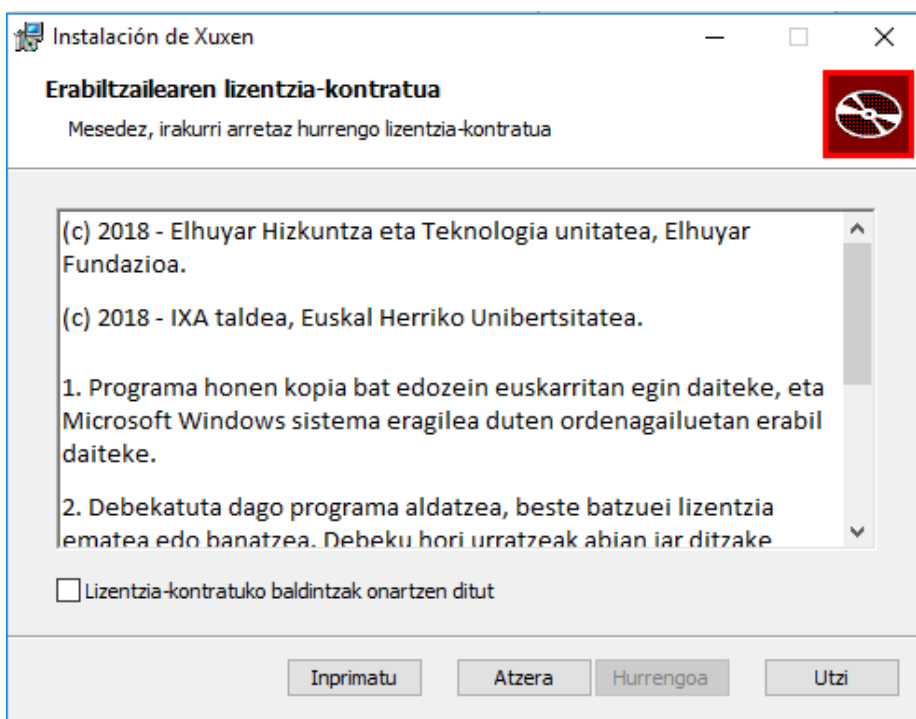 Instalación de Xuxen
Erabiltzailearen lizentzia-kontratua
Mesedez, irakurri arretaz hurrengo lizentzia-kontratua
(c) 2018 - Elhuyar Hizkuntza eta Teknologia unitatea, Elhuyar
Fundazioa.
(c) 2018 - IXA taldea, Euskal Herriko Unibertsitatea.
1. Programa honen kopia bat edozein euskarritan egin daiteke, eta
Microsoft Windows sistema eragilea duten ordenagailuetan erabil
daiteke.
2. Debekatuta dago programa aldatzea, beste batzuei lizentzia
ematea edo banatzea. Debeku hori urratzeak abian jar ditzake
Lizentzia-kontratuko baldintzak onartzen ditut
Inprimatu
Atzera
Hurrengoa
Utzi